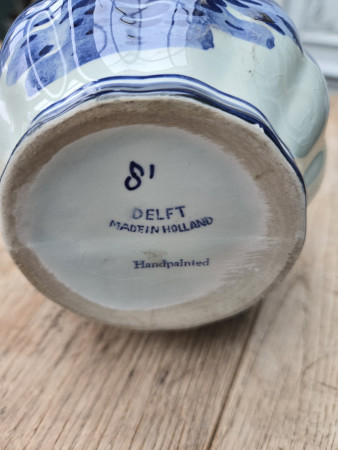 8'
DELFT
MADE IN HOLLAND
Handpainted